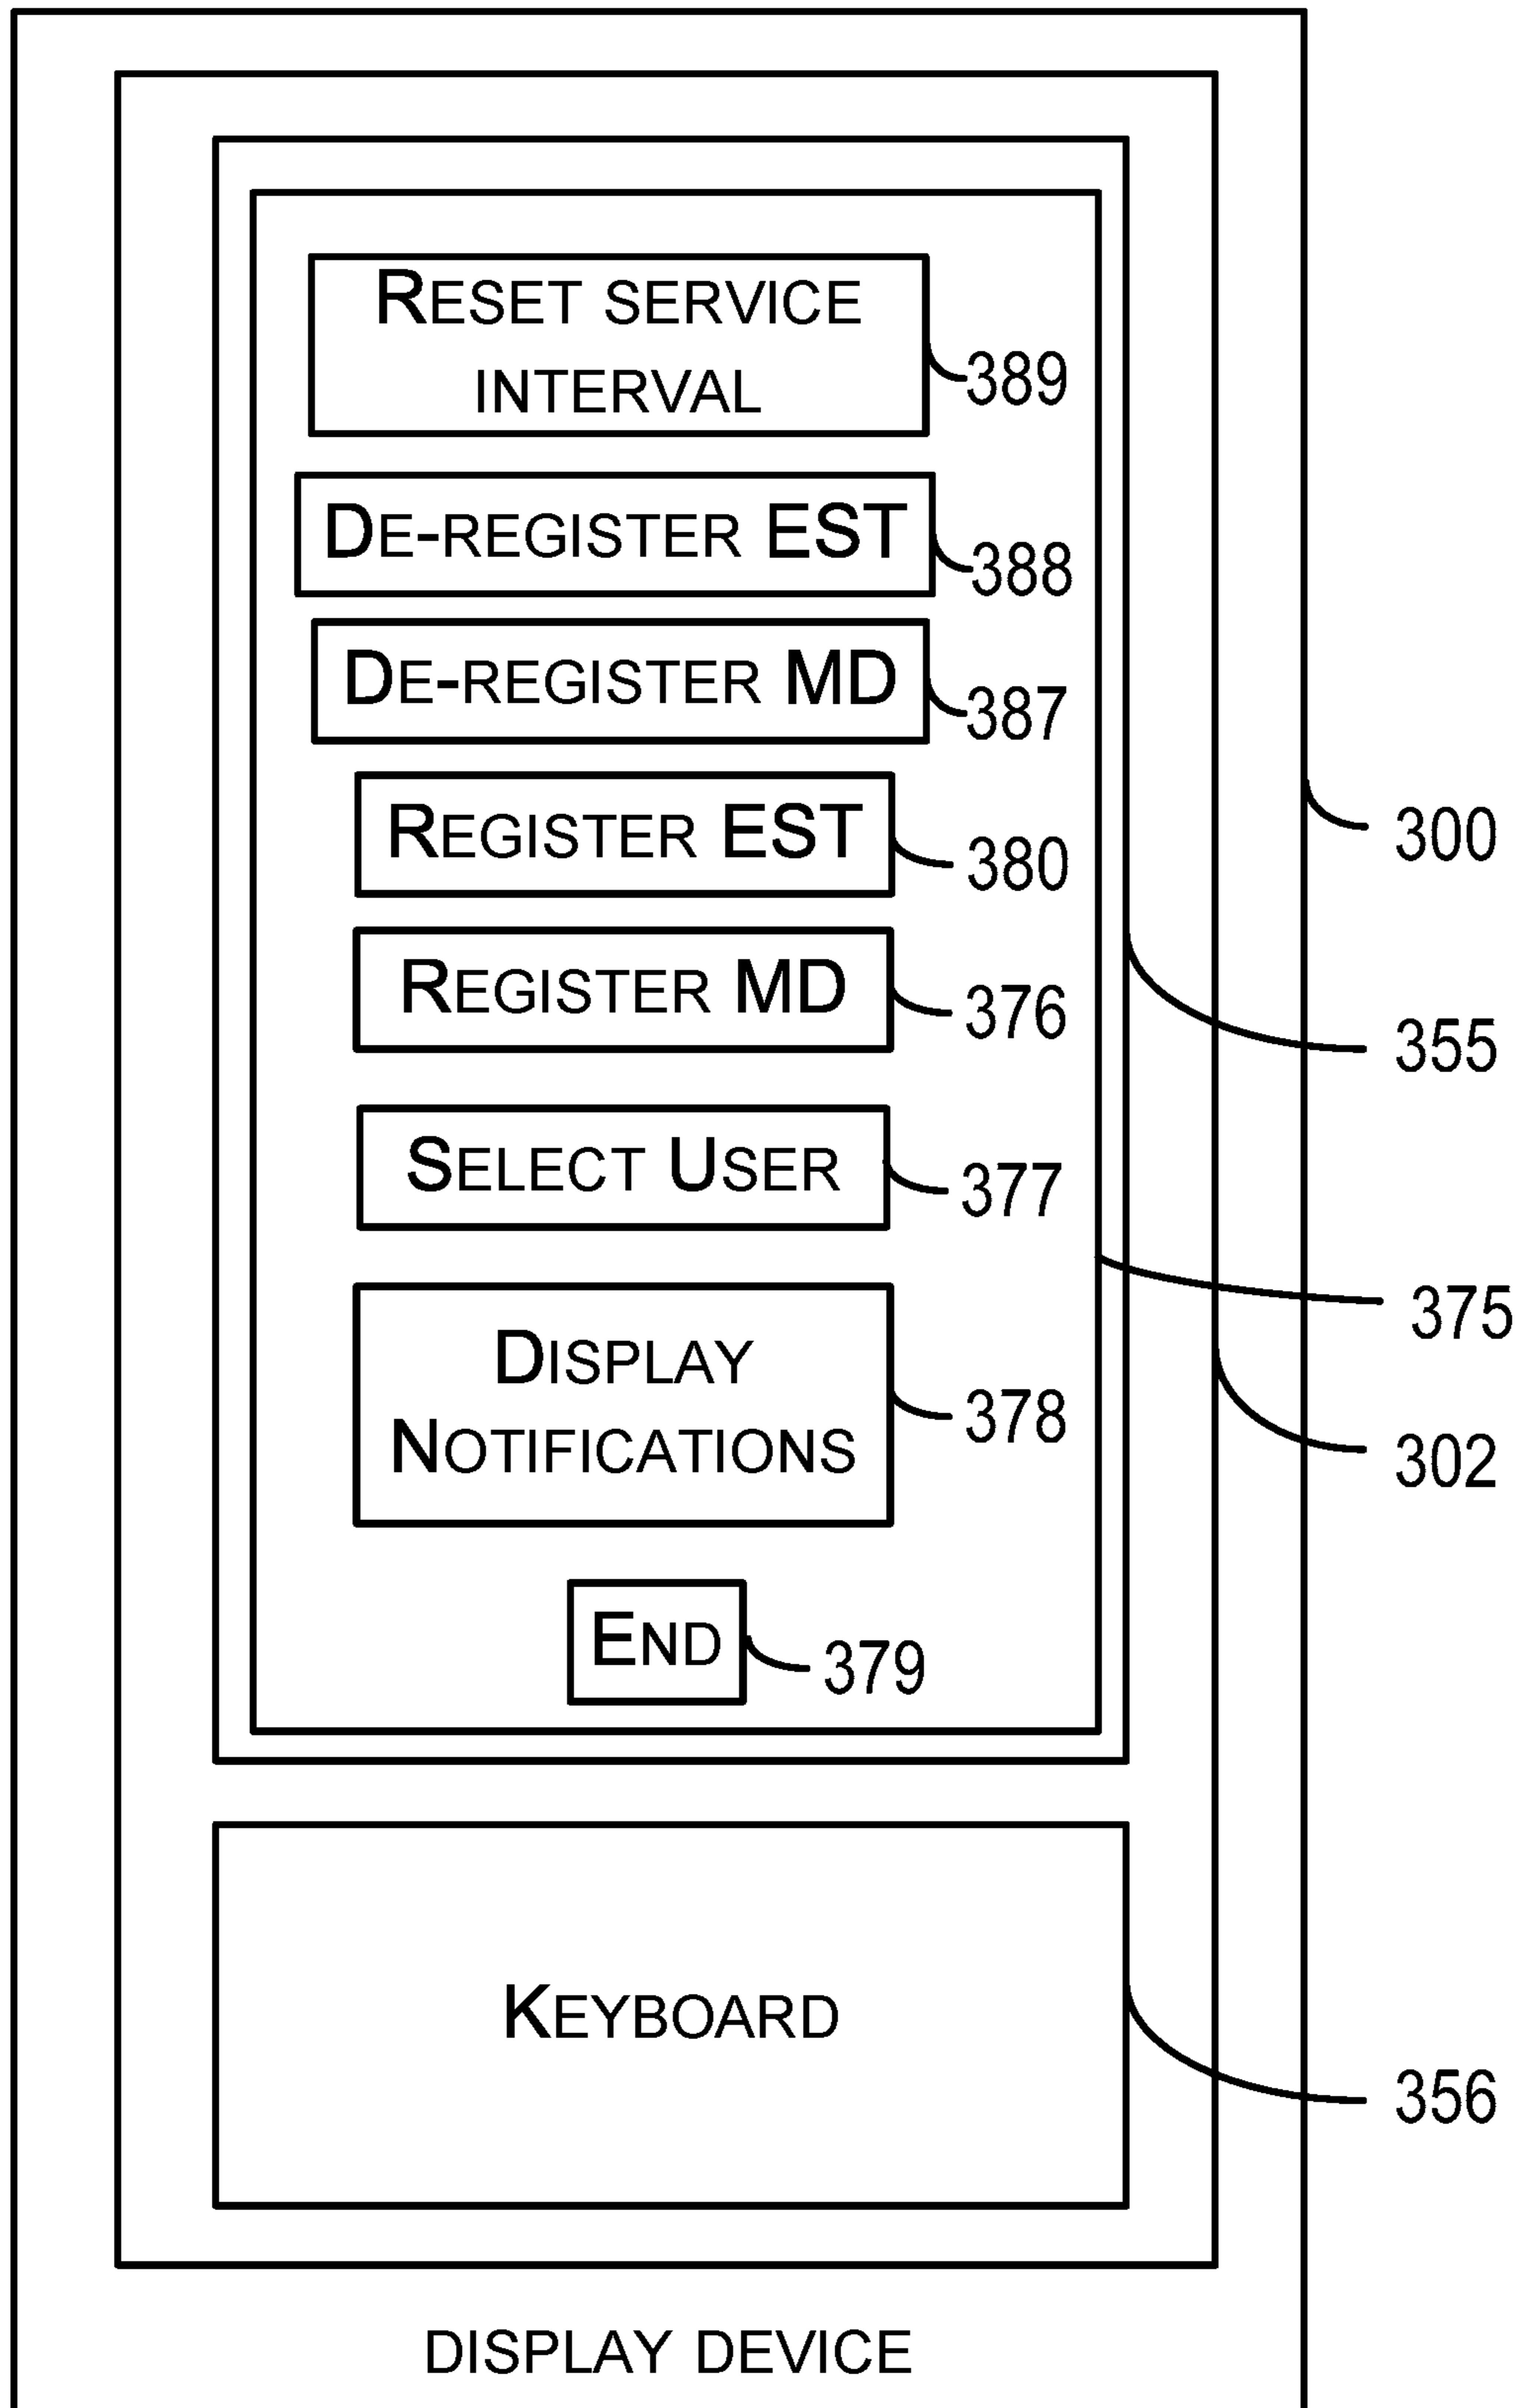 RESET SERVICE
INTERVAL
389
DE-REGISTER EST
388
DE-REGISTER MD
387
REGISTER EST
380
300
REGISTER MD
376
355
SELECT USER
377
375
DISPLAY
NOTIFICATIONS
378
302
END
379
KEYBOARD
356
DISPLAY DEVICE